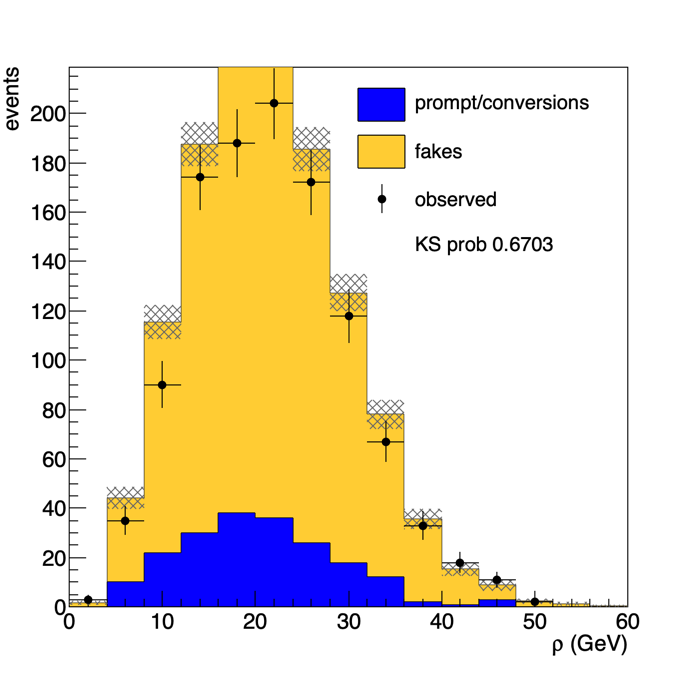 events
200
180
160
140
120
100
80
60
40
20
0
prompt/conversions
fakes
observed
KS prob 0.6703
0 10 20 30 40 50 60
ρ (GeV)